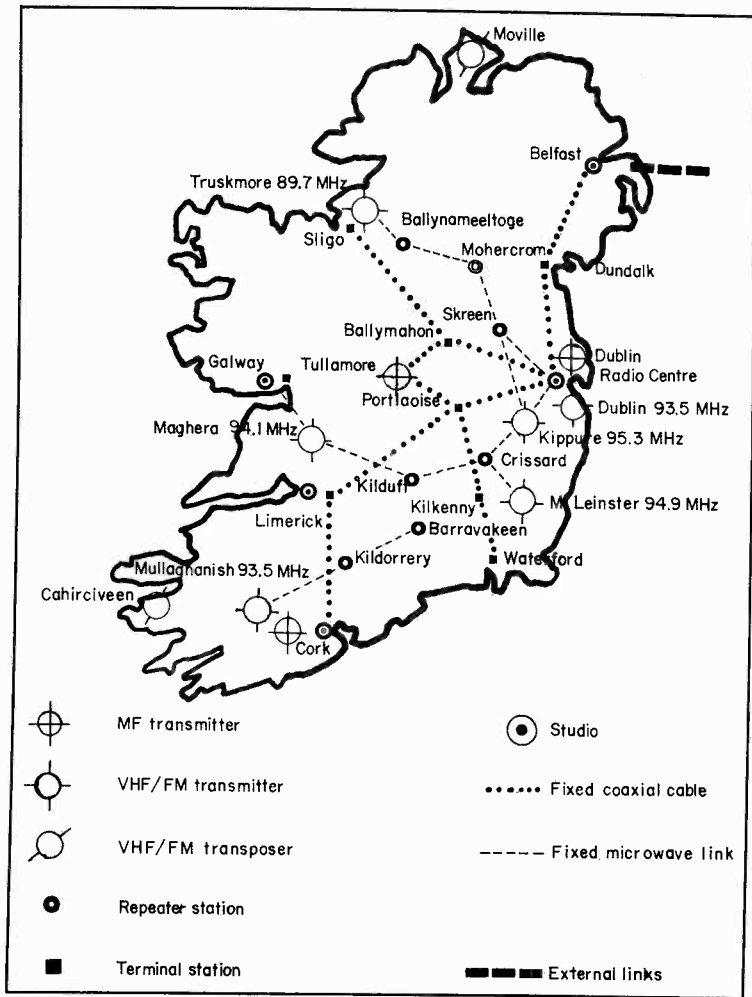 Moville
Belfast
Truskmore 89.7 MHz
Ballynameeltoge
Sligo
Mohercrom
Dundalk
Skreen
Ballymahon
Galway
Tullamore
Dublin
Radio Centre
Portlaoise
Dublin 93.5 MHz
Maghera 94.1 MHz
Kippure 95.3 MHz
Crissard
Kilduff
Kilkenny
Mt Leinster 94.9 MHz
Limerick
Barravakeen
Kildorrery
Waterford
Mullaghanish 93.5 MHz
Cahirciveen
Cork
MF transmitter
Studio
VHF/FM transmitter
Fixed coaxial cable
VHF/FM transposer
Fixed microwave link
Repeater station
Terminal station
External links